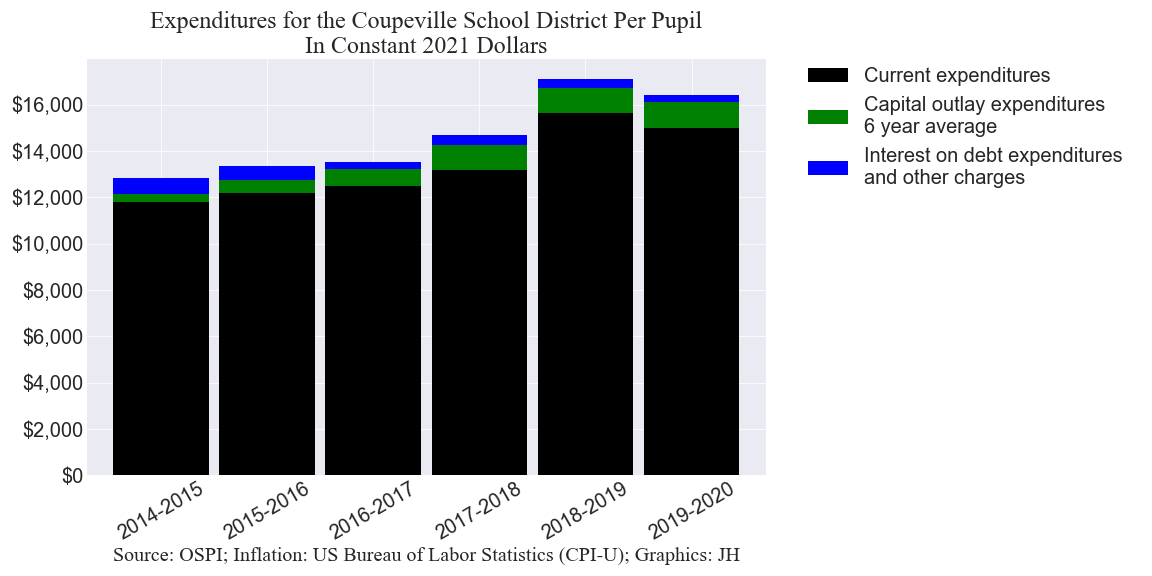 Expenditures for the Coupeville School District Per Pupil
In Constant 2021 Dollars
$16,000
$14,000
$12,000
$10,000
$8,000
$6,000
$4,000
$2,000
$0
2014-2015
2015-2016
2016-2017
2017-2018
2018-2019
2019-2020
Source: OSPI; Inflation: US Bureau of Labor Statistics (CPI-U); Graphics: JH
Current expenditures
Capital outlay expenditures
6 year average
Interest on debt expenditures
and other charges